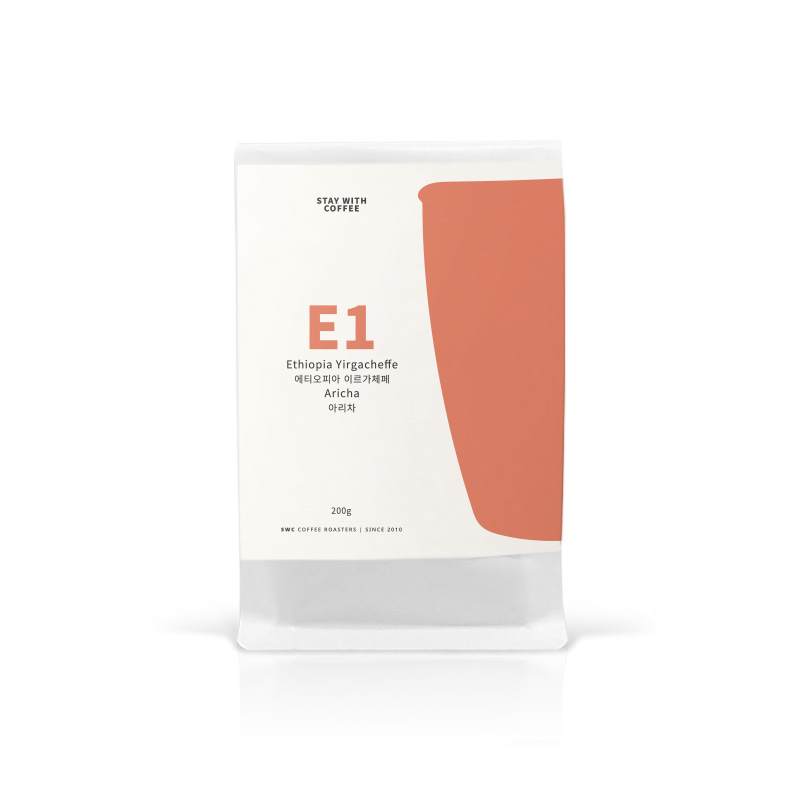 STAY WITH
COFFEE
E1
Ethiopia Yirgacheffe
에티오피아 이르가체페
Aricha
아리차
200g
SWC COFFEE ROASTERS | SINCE 2010